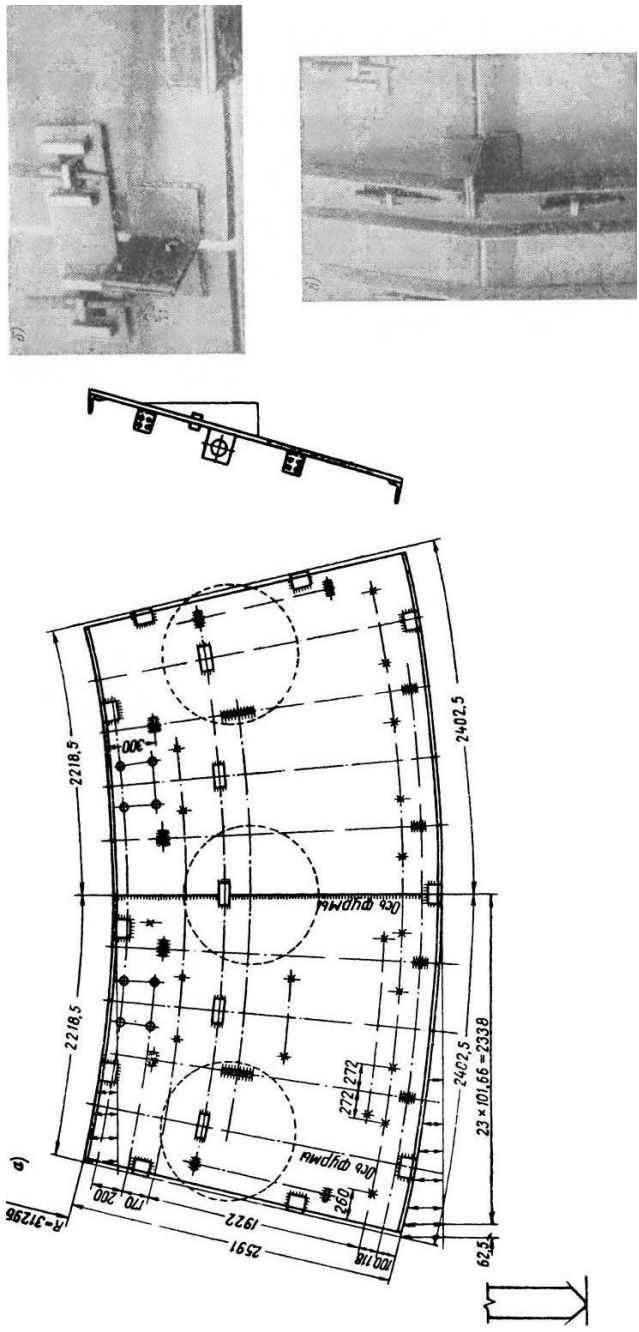 б)
в)
а)
2218,5
2218,5
300
Ось фурмы
Ось фурмы
2402,5
2402,5
23 × 101,66 = 2338
62,5
272, 272
260
R=31296
200
170
1922
2591
100,118